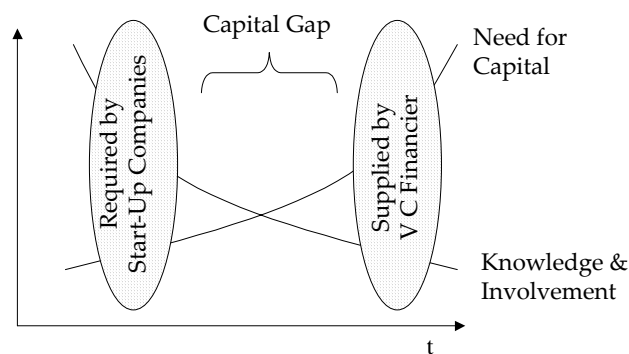 Capital Gap
Need for
Capital
Required by
Start-Up Companies
Supplied by
V C Financier
Knowledge &
Involvement
t